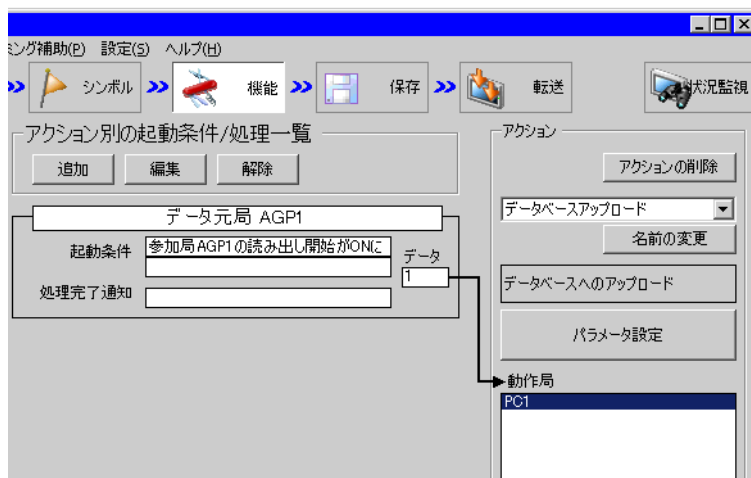 ミング補助(P) 設定(S) ヘルプ(H)
シンボル 機能 保存 転送 状況監視
アクション別の起動条件/処理一覧
追加 編集 解除
データ元局 AGP1
起動条件 参加局AGP1の読み出し開始がONに
データ
1
処理完了通知
アクション
アクションの削除
データベースアップロード
名前の変更
データベースへのアップロード
パラメータ設定
動作局
PC1